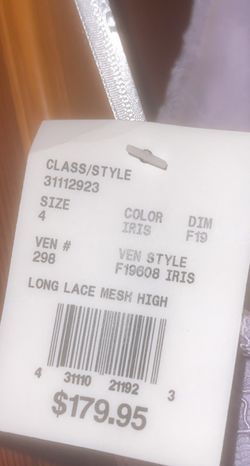 CLASS/STYLE
31112923
SIZE COLOR DIM
4 IRIS F19
VEN # VEN STYLE
298 F19608 IRIS
LONG LACE MESH HIGH
4 31110 21192 3
$179.95